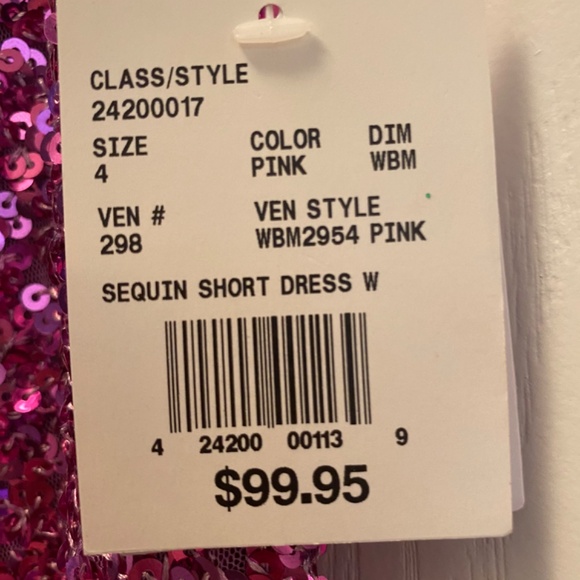 CLASS/STYLE
24200017
SIZE COLOR DIM
4 PINK WBM
VEN # VEN STYLE
298 WBM2954 PINK
SEQUIN SHORT DRESS W
4 24200 00113 9
$99.95